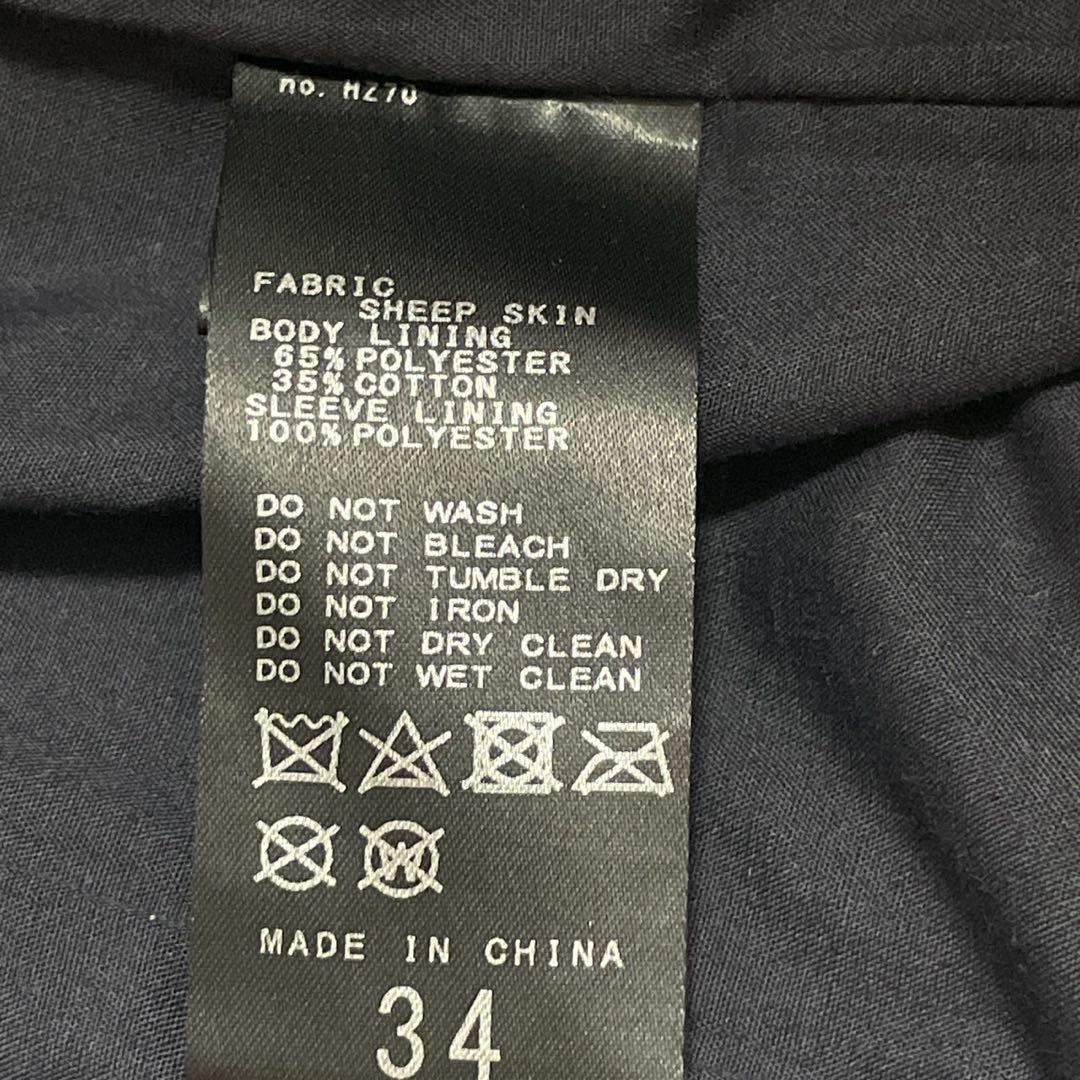 no. HZ70
FABRIC
SHEEP SKIN
BODY LINING
65% POLYESTER
35% COTTON
SLEEVE LINING
100% POLYESTER
DO NOT WASH
DO NOT BLEACH
DO NOT TUMBLE DRY
DO NOT IRON
DO NOT DRY CLEAN
DO NOT WET CLEAN
W
MADE IN CHINA
34